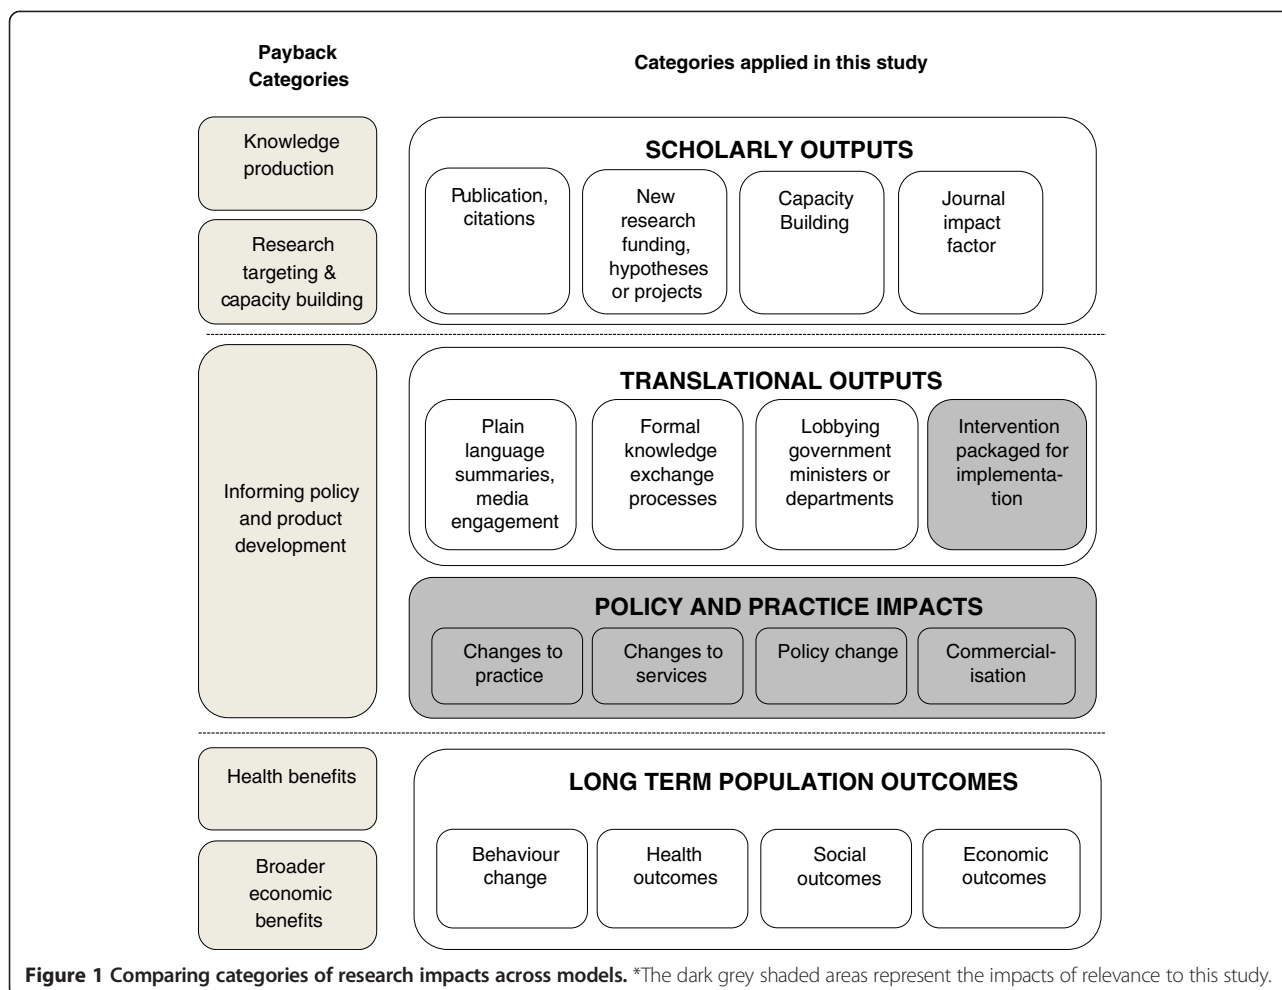 Payback
Categories
Categories applied in this study
Knowledge
production
Research
targeting &
capacity building
SCHOLARLY OUTPUTS
Publication,
citations
New
research
funding,
hypotheses
or projects
Capacity
Building
Journal
impact
factor
Informing policy
and product
development
TRANSLATIONAL OUTPUTS
Plain
language
summaries,
media
engagement
Formal
knowledge
exchange
processes
Lobbying
government
ministers or
departments
Intervention
packaged for
implementa-
tion
POLICY AND PRACTICE IMPACTS
Changes to
practice
Changes to
services
Policy change
Commercial-
isation
Health benefits
Broader
economic
benefits
LONG TERM POPULATION OUTCOMES
Behaviour
change
Health
outcomes
Social
outcomes
Economic
outcomes
Figure 1 Comparing categories of research impacts across models. *The dark grey shaded areas represent the impacts of relevance to this study.